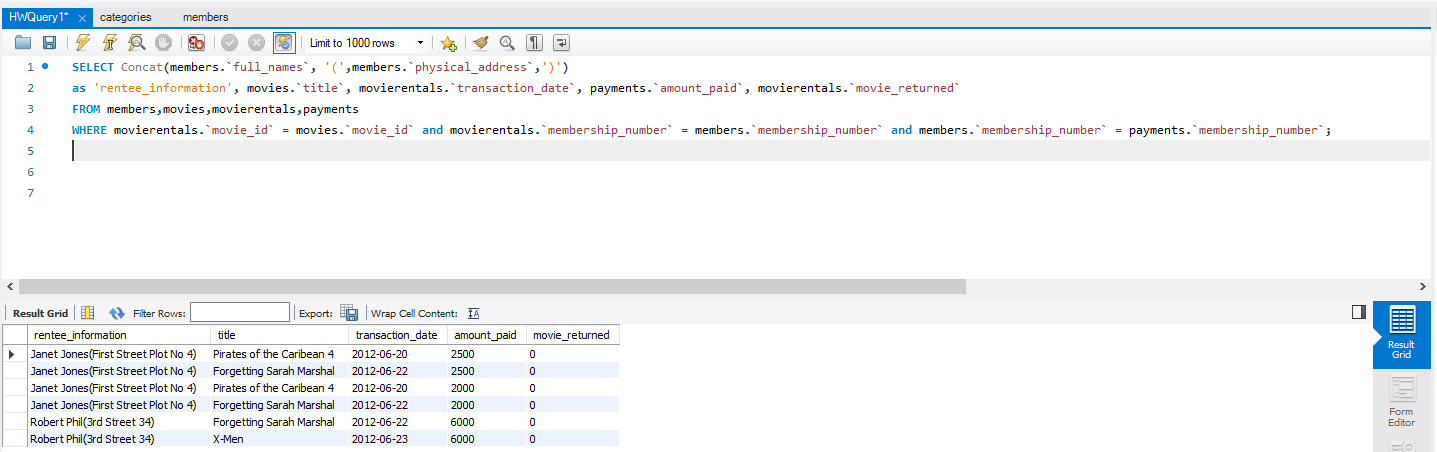 HWQuery1* × categories members
Limit to 1000 rows
1 SELECT Concat(members.`full_names`, '(',members.`physical_address`,')')
2 as 'rentee_information', movies.`title`, movierentals.`transaction_date`, payments.`amount_paid`, movierentals.`movie_returned`
3 FROM members,movies,movierentals,payments
4 WHERE movierentals.`movie_id` = movies.`movie_id` and movierentals.`membership_number` = members.`membership_number` and members.`membership_number` = payments.`membership_number`;
5
6
7
Result Grid Filter Rows: Export: Wrap Cell Content:
rentee_information title transaction_date amount_paid movie_returned
Janet Jones(First Street Plot No 4) Pirates of the Caribean 4 2012-06-20 2500 0
Janet Jones(First Street Plot No 4) Forgetting Sarah Marshal 2012-06-22 2500 0
Janet Jones(First Street Plot No 4) Pirates of the Caribean 4 2012-06-20 2000 0
Janet Jones(First Street Plot No 4) Forgetting Sarah Marshal 2012-06-22 2000 0
Robert Phil(3rd Street 34) Forgetting Sarah Marshal 2012-06-22 6000 0
Robert Phil(3rd Street 34) X-Men 2012-06-23 6000 0
Result
Grid
Form
Editor